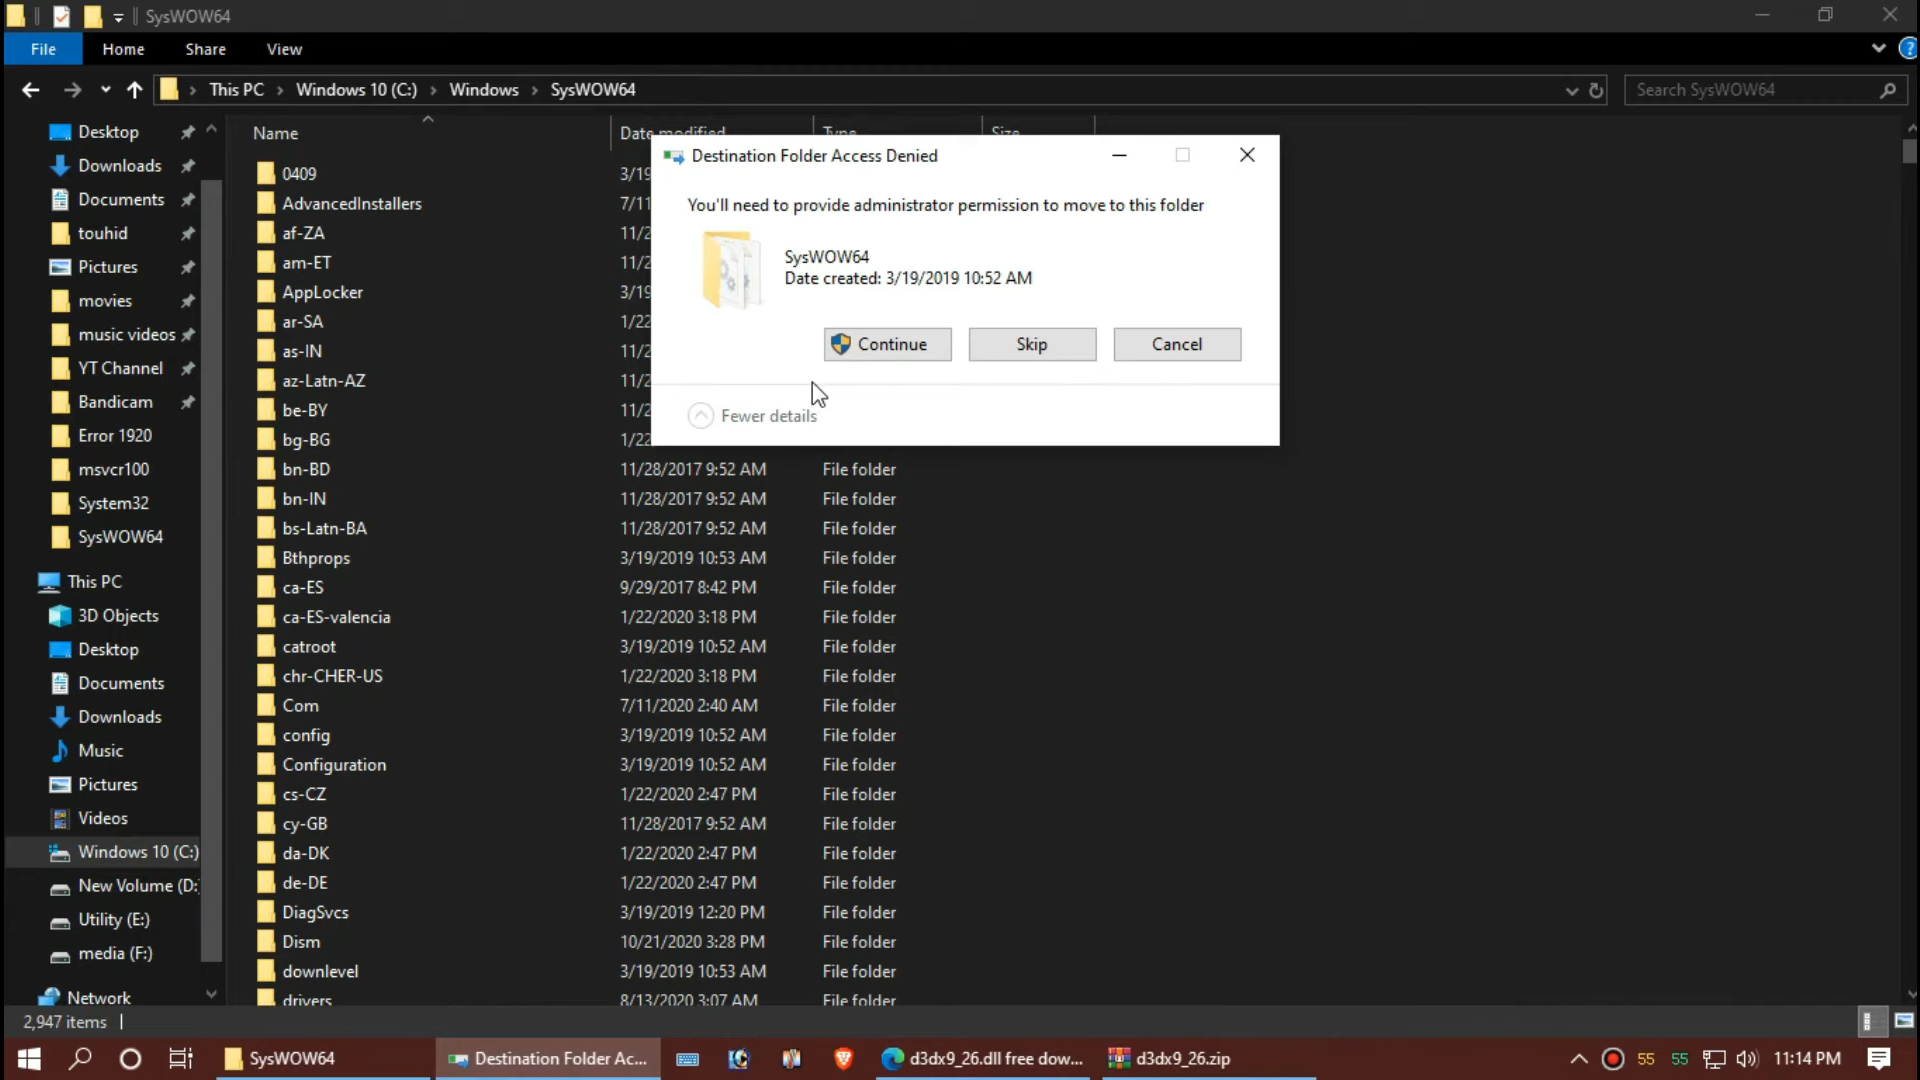 SysWOW64
File
Home
Share
View
This PC
Windows 10 (C:)
Windows
SysWOW64
Search SysWOW64
Desktop
Downloads
Documents
touhid
Pictures
movies
music videos
YT Channel
Bandicam
Error 1920
msvcr100
System32
SysWOW64
This PC
3D Objects
Desktop
Documents
Downloads
Music
Pictures
Videos
Windows 10 (C:)
New Volume (D:
Utility (E:)
media (F:)
Network
Name
Date modified
Type
Size
0409 3/19
AdvancedInstallers 7/11
af-ZA 11/2
am-ET 11/2
AppLocker 3/19
ar-SA 1/22
as-IN 11/2
az-Latn-AZ 11/2
be-BY 11/2
bg-BG 1/22
bn-BD 11/28/2017 9:52 AM File folder
bn-IN 11/28/2017 9:52 AM File folder
bs-Latn-BA 11/28/2017 9:52 AM File folder
Bthprops 3/19/2019 10:53 AM File folder
ca-ES 9/29/2017 8:42 PM File folder
ca-ES-valencia 1/22/2020 3:18 PM File folder
catroot 3/19/2019 10:52 AM File folder
chr-CHER-US 1/22/2020 3:18 PM File folder
Com 7/11/2020 2:40 AM File folder
config 3/19/2019 10:52 AM File folder
Configuration 3/19/2019 10:52 AM File folder
cs-CZ 1/22/2020 2:47 PM File folder
cy-GB 11/28/2017 9:52 AM File folder
da-DK 1/22/2020 2:47 PM File folder
de-DE 1/22/2020 2:47 PM File folder
DiagSvcs 3/19/2019 12:20 PM File folder
Dism 10/21/2020 3:28 PM File folder
downlevel 3/19/2019 10:53 AM File folder
drivers 8/13/2020 3:07 AM File folder
Destination Folder Access Denied
You'll need to provide administrator permission to move to this folder
SysWOW64
Date created: 3/19/2019 10:52 AM
Continue
Skip
Cancel
Fewer details
2,947 items
SysWOW64
Destination Folder Ac...
d3dx9_26.dll free dow...
d3dx9_26.zip
55
55
11:14 PM